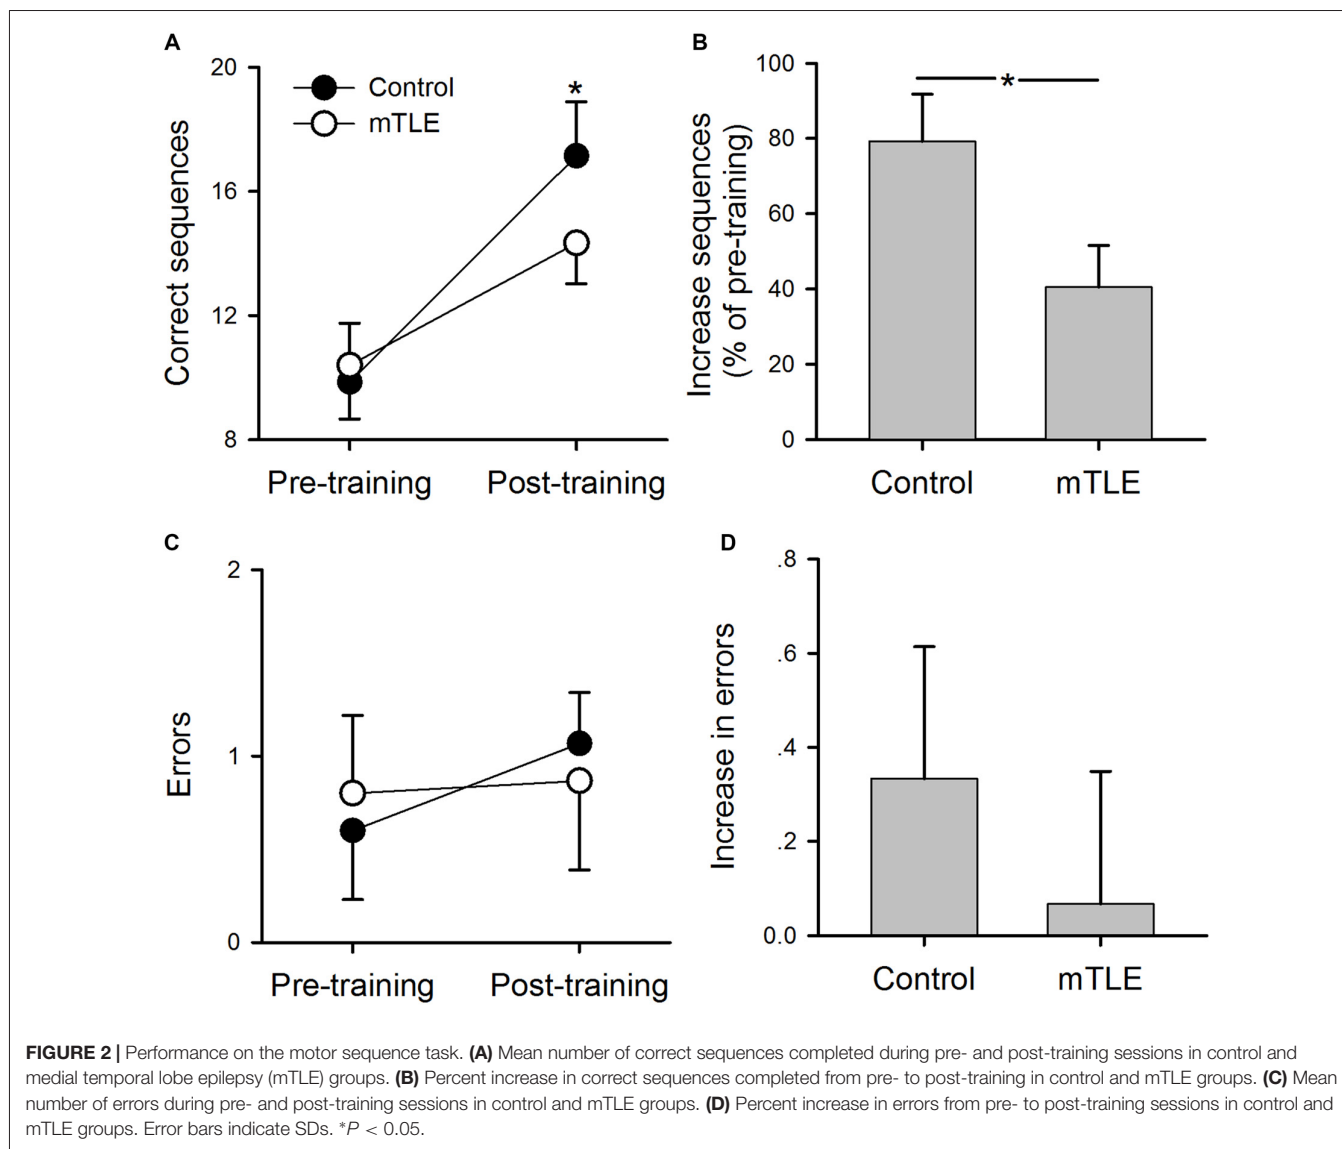 A
20
16
12
8
Correct sequences
Control
mTLE
*
Pre-training
Post-training
B
100
80
60
40
20
0
Increase sequences
(% of pre-training)
*
Control
mTLE
C
2
1
0
Errors
Pre-training
Post-training
D
.8
.6
.4
.2
0.0
Increase in errors
Control
mTLE
FIGURE 2 | Performance on the motor sequence task. (A) Mean number of correct sequences completed during pre- and post-training sessions in control and
medial temporal lobe epilepsy (mTLE) groups. (B) Percent increase in correct sequences completed from pre- to post-training in control and mTLE groups. (C) Mean
number of errors during pre- and post-training sessions in control and mTLE groups. (D) Percent increase in errors from pre- to post-training sessions in control and
mTLE groups. Error bars indicate SDs. *P < 0.05.